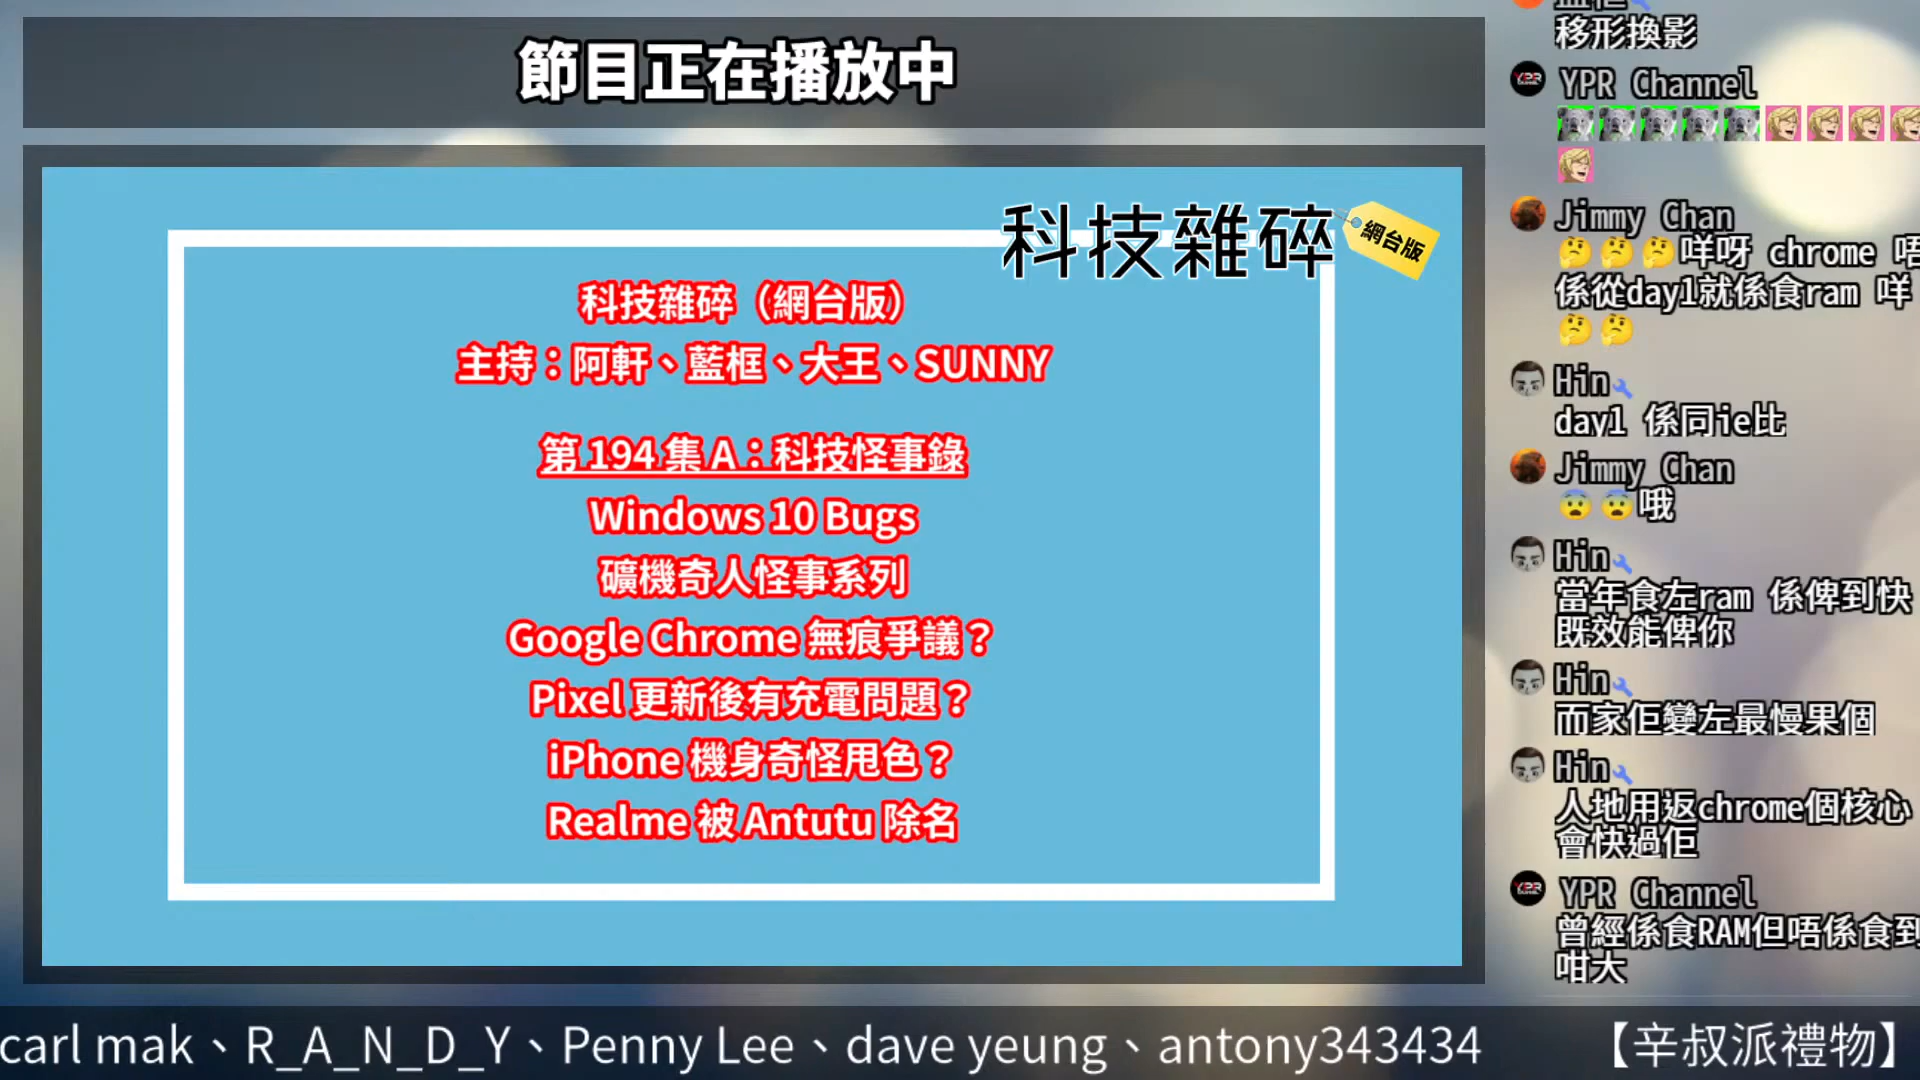 節目正在播放中
科技雜碎
網台版
科技雜碎（網台版）
主持：阿軒、藍框、大王、SUNNY
第 194 集 A：科技怪事錄
Windows 10 Bugs
礦機奇人怪事系列
Google Chrome 無痕爭議？
Pixel 更新後有充電問題？
iPhone 機身奇怪甩色？
Realme 被 Antutu 除名
移形換影
YPR Channel
Jimmy Chan
咩呀 chrome 唔
係從day1就係食ram 咩
Hin
day1 係同ie比
Jimmy Chan
哦
Hin
當年食左ram 係俾到快
既效能俾你
Hin
而家佢變左最慢果個
Hin
人地用返chrome個核心
會快過佢
YPR Channel
曾經係食RAM但唔係食到
咁大
carl mak、R_A_N_D_Y、Penny Lee、dave yeung、antony343434 【辛叔派禮物】